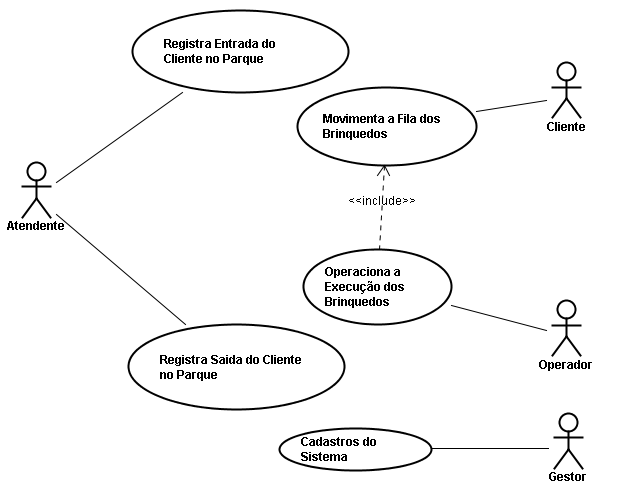 Registra Entrada do
Cliente no Parque
Movimenta a Fila dos
Brinquedos
Cliente
<<include>>
Atendente
Operaciona a
Execução dos
Brinquedos
Operador
Registra Saida do Cliente
no Parque
Cadastros do
Sistema
Gestor